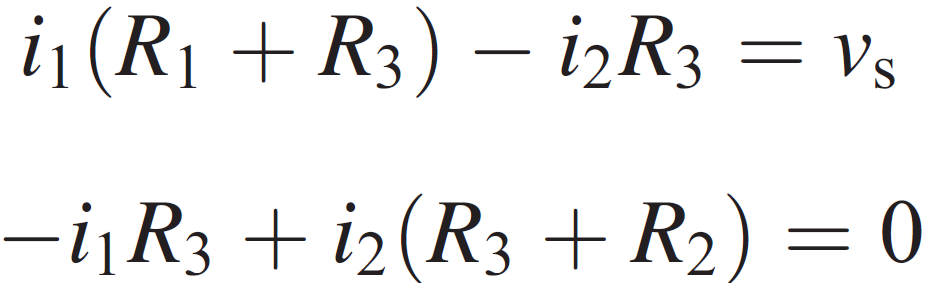 i₁(R₁ + R₃) − i₂R₃ = vₛ
−i₁R₃ + i₂(R₃ + R₂) = 0